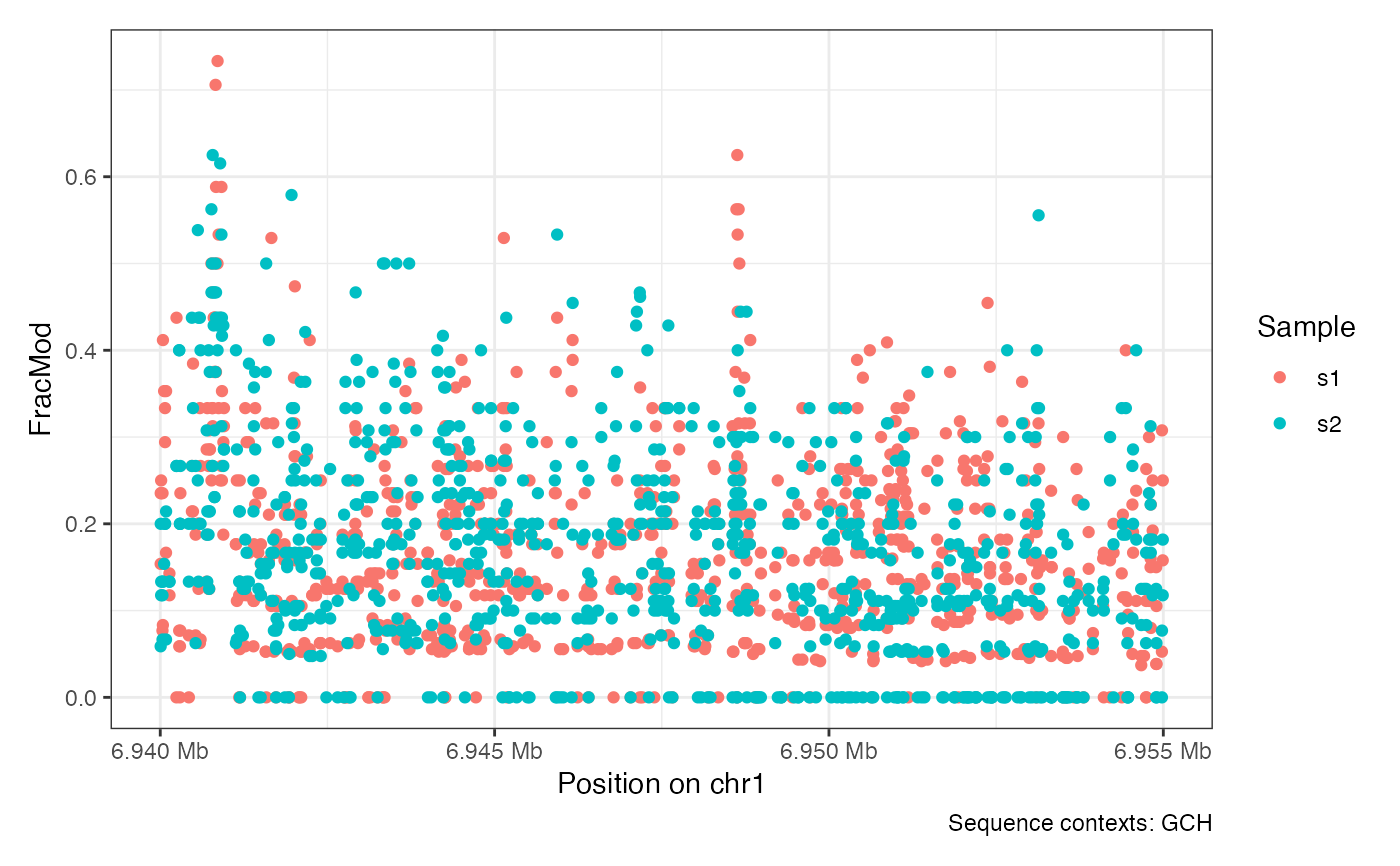 FracMod
0.6
0.4
0.2
0.0
6.940 Mb
6.945 Mb
6.950 Mb
6.955 Mb
Position on chr1
Sequence contexts: GCH
Sample
s1
s2